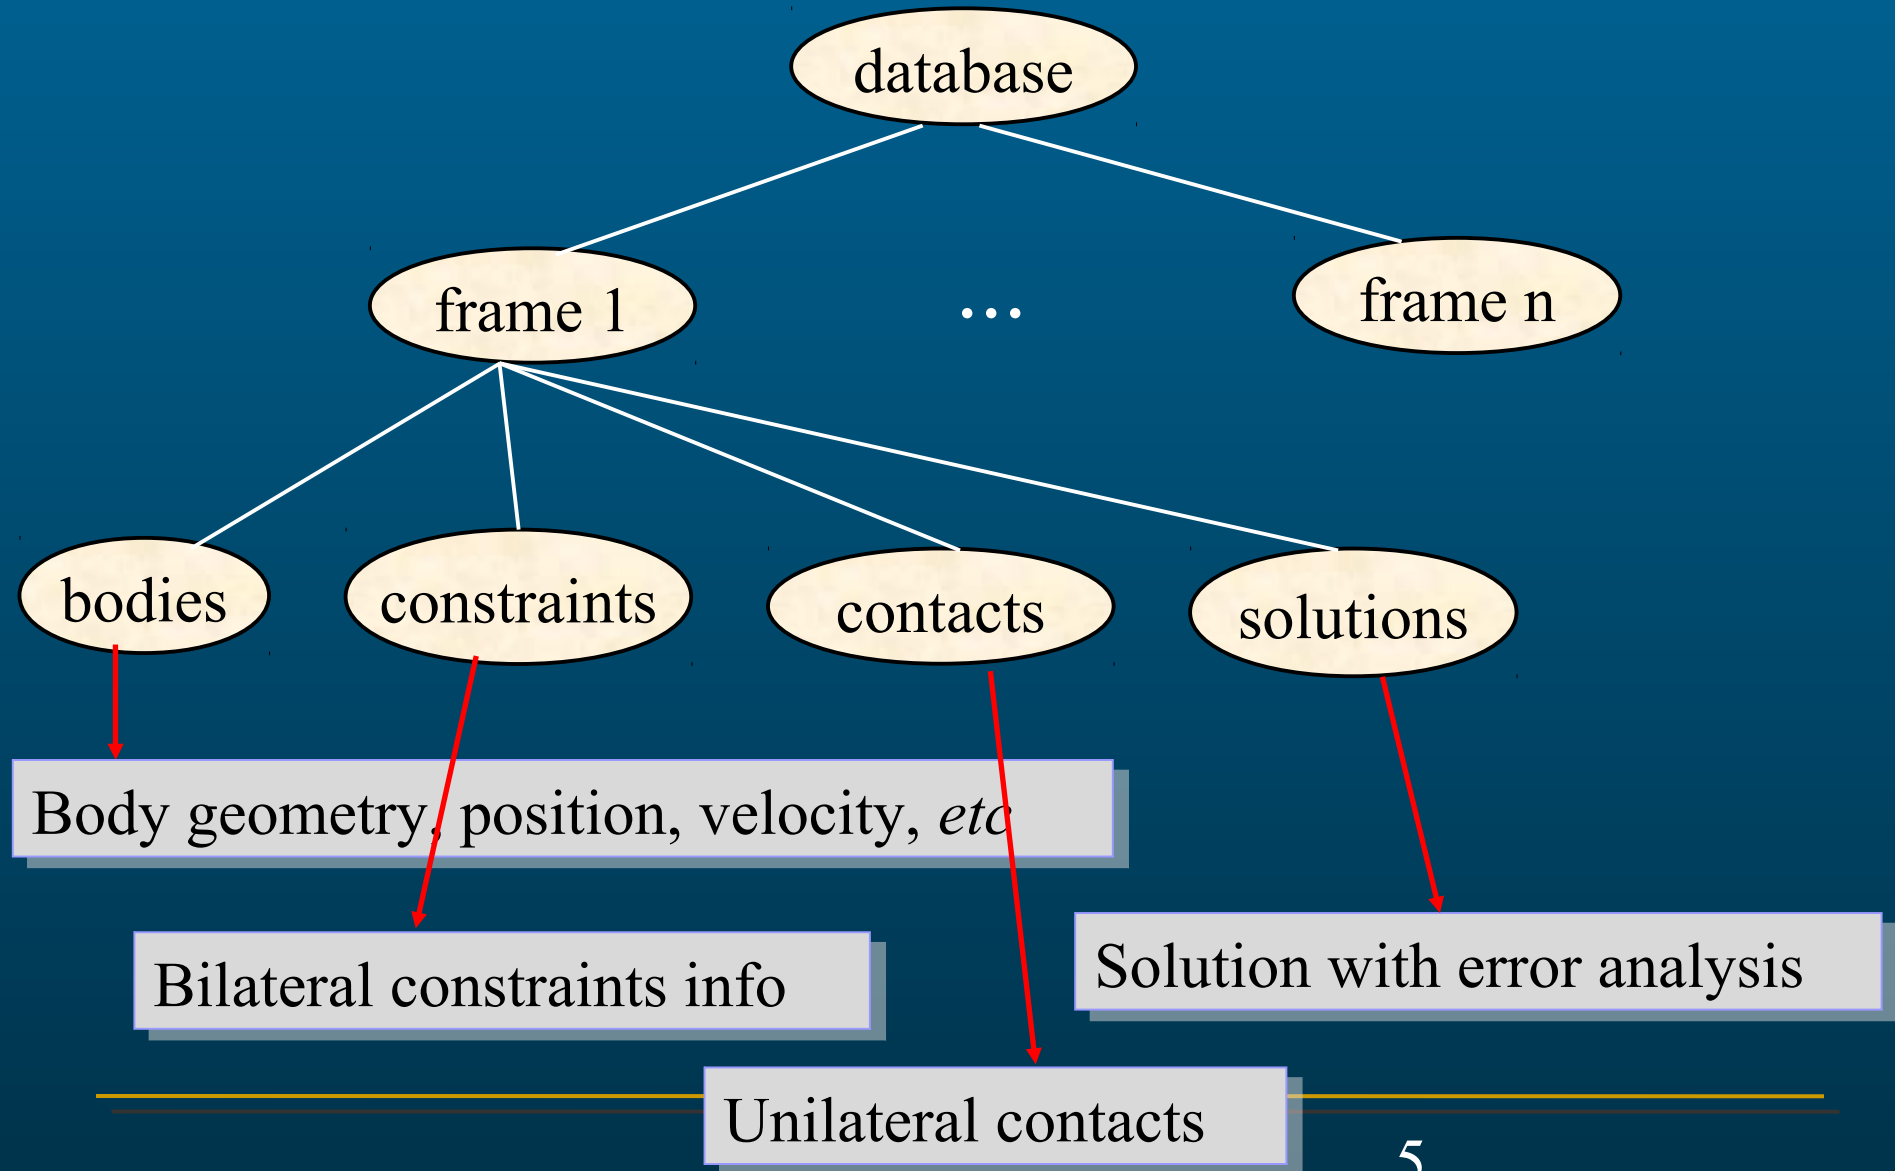 database
frame 1
...
frame n
bodies
constraints
contacts
solutions
Body geometry, position, velocity, etc
Bilateral constraints info
Solution with error analysis
Unilateral contacts
5